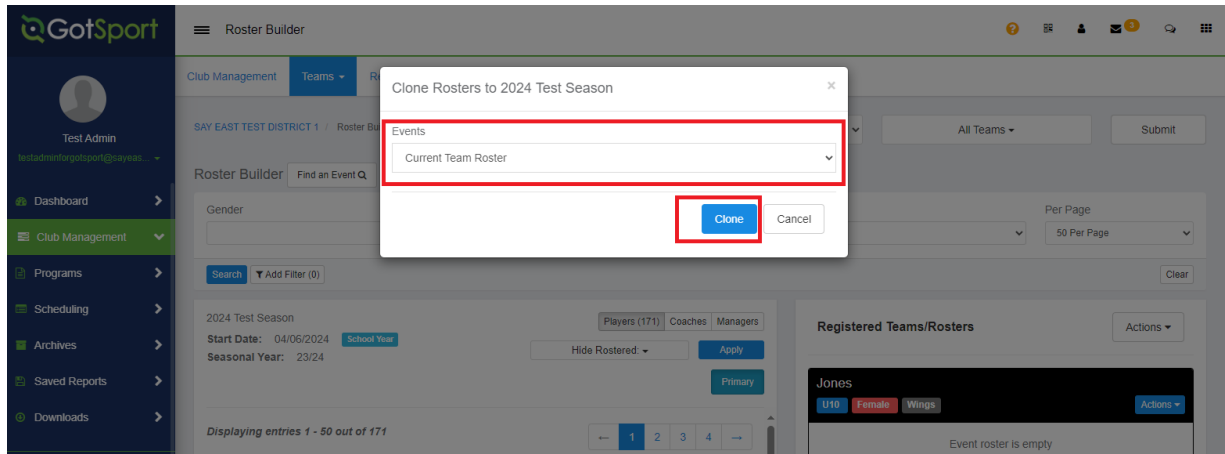 GotSport
Roster Builder
3
Test Admin
testadminforgotsport@sayeas...
Dashboard
Club Management
Programs
Scheduling
Archives
Saved Reports
Downloads
Club Management
Teams
SAY EAST TEST DISTRICT 1 / Roster
All Teams
Submit
Roster Builder
Find an Event
Clone Rosters to 2024 Test Season
×
Events
Current Team Roster
Clone
Cancel
Gender
Per Page
50 Per Page
Search
Add Filter (0)
Clear
2024 Test Season
Start Date: 04/06/2024 School Year
Seasonal Year: 23/24
Players (171) Coaches Managers
Hide Rostered:
Apply
Primary
Displaying entries 1 - 50 out of 171
← 1 2 3 4 →
Registered Teams/Rosters
Actions
Jones
U10 Female Wings
Actions
Event roster is empty